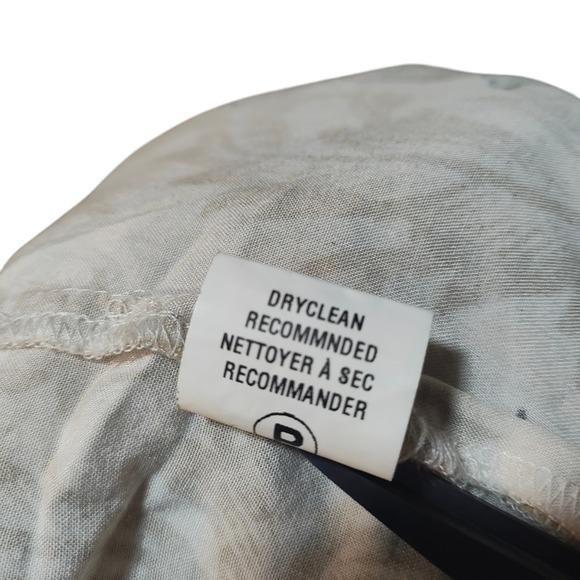 DRYCLEAN
RECOMMNDED
NETTOYER À SEC
RECOMMANDER
P